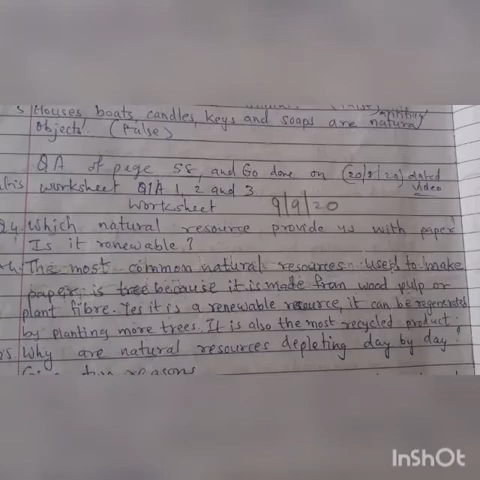 Houses, boats, candles, keys and soaps are natural
objects. (False)
QA of page 58, and 60 done on (20/8/20) dated
Video
worksheet Q/A 1, 2 and 3
Worksheet 9/9/20
Q4 Which natural resource provide us with paper?
Is it renewable?
The most common natural resources used to make
paper is tree because it is made from wood pulp or
plant fibre. Yes it is a renewable resource, it can be regenerated
by planting more trees. It is also the most recycled product.
Why are natural resources depleting day by day?
reasons
InShOt